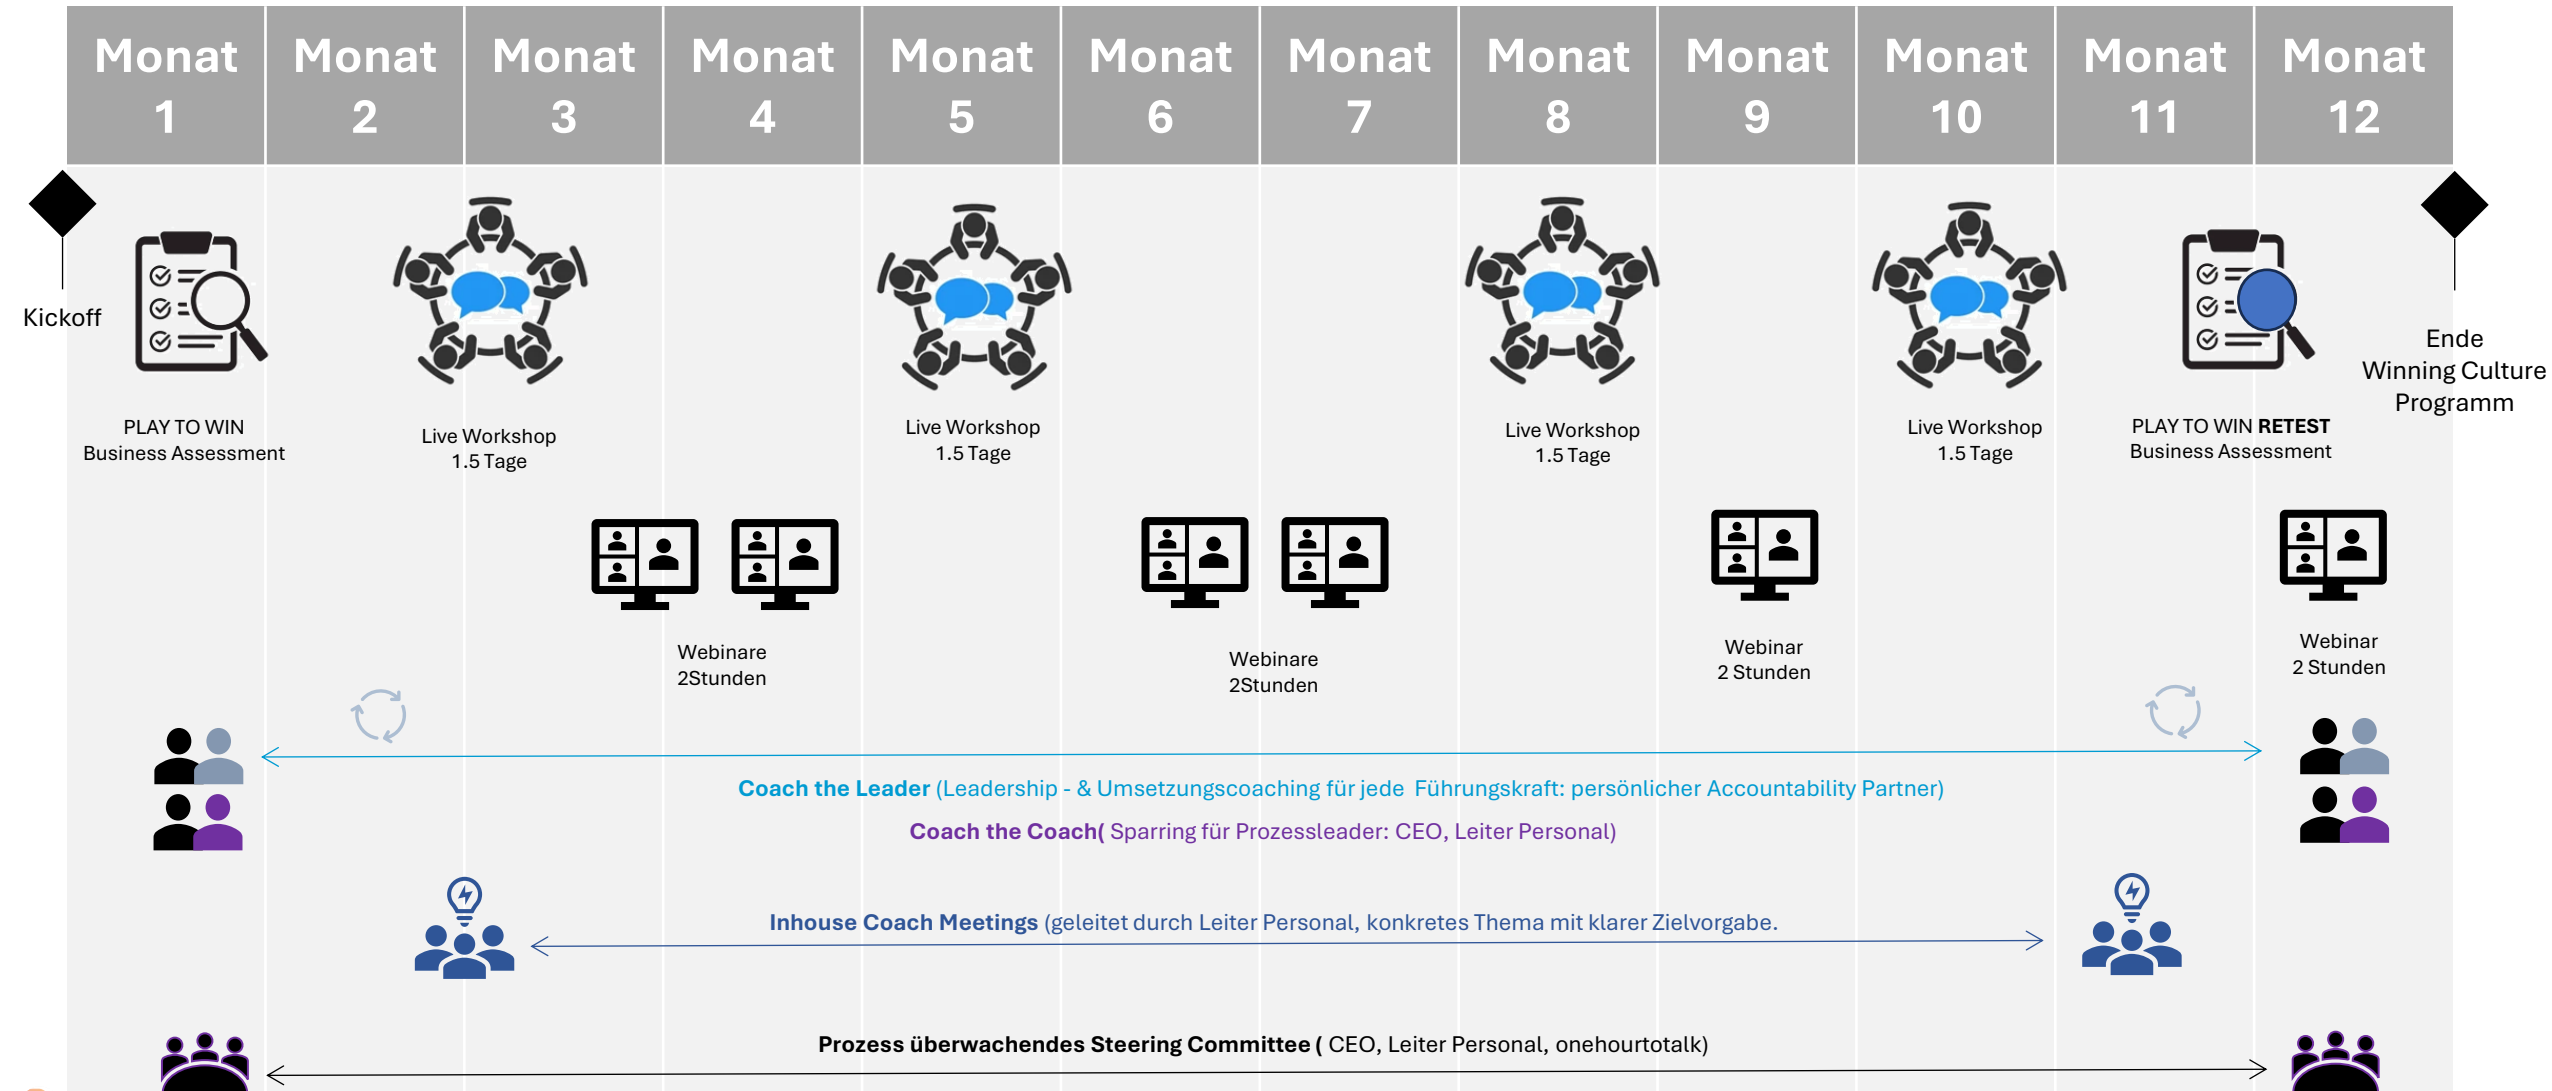 Monat Monat Monat Monat Monat Monat Monat Monat Monat Monat Monat Monat
1 2 3 4 5 6 7 8 9 10 11 12
Kickoff
PLAY TO WIN
Business Assessment
Live Workshop
1.5 Tage
Live Workshop
1.5 Tage
Live Workshop
1.5 Tage
Live Workshop
1.5 Tage
PLAY TO WIN RETEST
Business Assessment
Ende
Winning Culture
Programm
Webinare
2Stunden
Webinare
2Stunden
Webinar
2 Stunden
Webinar
2 Stunden
Coach the Leader (Leadership - & Umsetzungscoaching für jede  Führungskraft: persönlicher Accountability Partner)
Coach the Coach( Sparring für Prozessleader: CEO, Leiter Personal)
Inhouse Coach Meetings (geleitet durch Leiter Personal, konkretes Thema mit klarer Zielvorgabe.
Prozess überwachendes Steering Committee ( CEO, Leiter Personal, onehourtotalk)